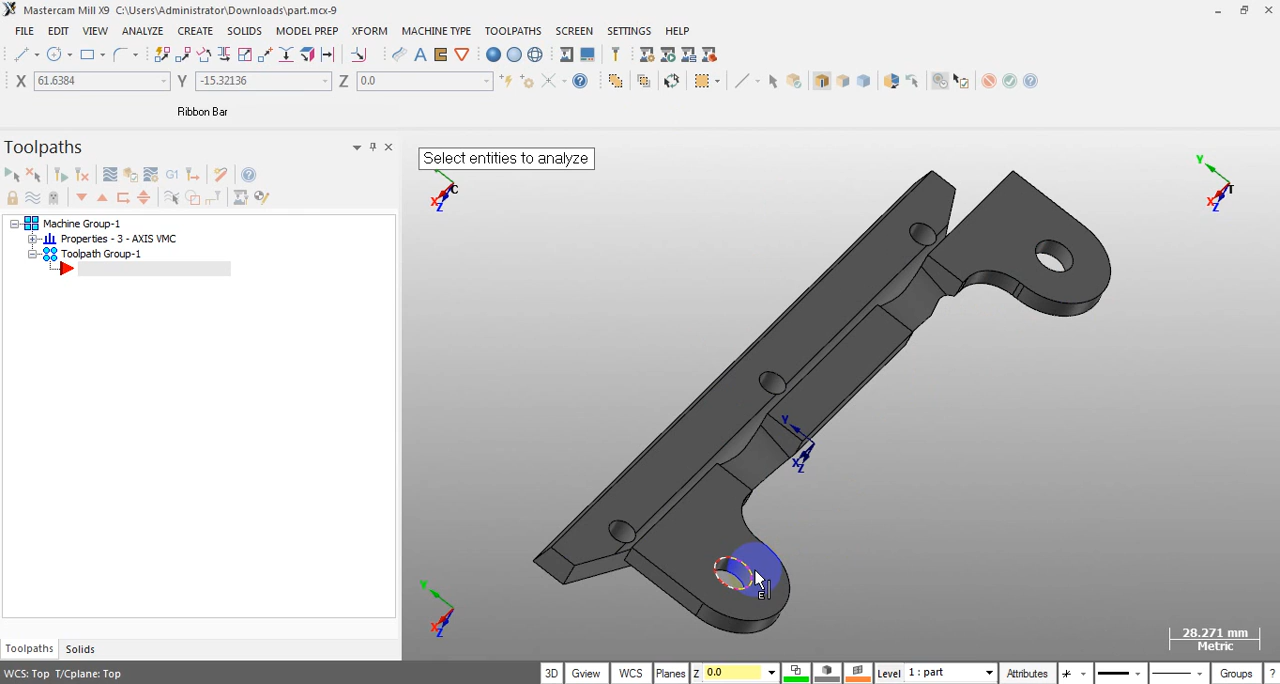 Mastercam Mill X9 C:\Users\Administrator\Downloads\part.mcx-9
FILE EDIT VIEW ANALYZE CREATE SOLIDS MODEL PREP XFORM MACHINE TYPE TOOLPATHS SCREEN SETTINGS HELP
X 61.6384 Y -15.32136 Z 0.0
Ribbon Bar
Toolpaths
G1
Machine Group-1
Properties - 3 - AXIS VMC
Toolpath Group-1
Select entities to analyze
X Z C
Y X Z T
Y X Z
E
Y X Z
28.271 mm
Metric
Toolpaths Solids
WCS: Top T/Cplane: Top
3D Gview WCS Planes Z 0.0 Level 1 : part Attributes Groups ?